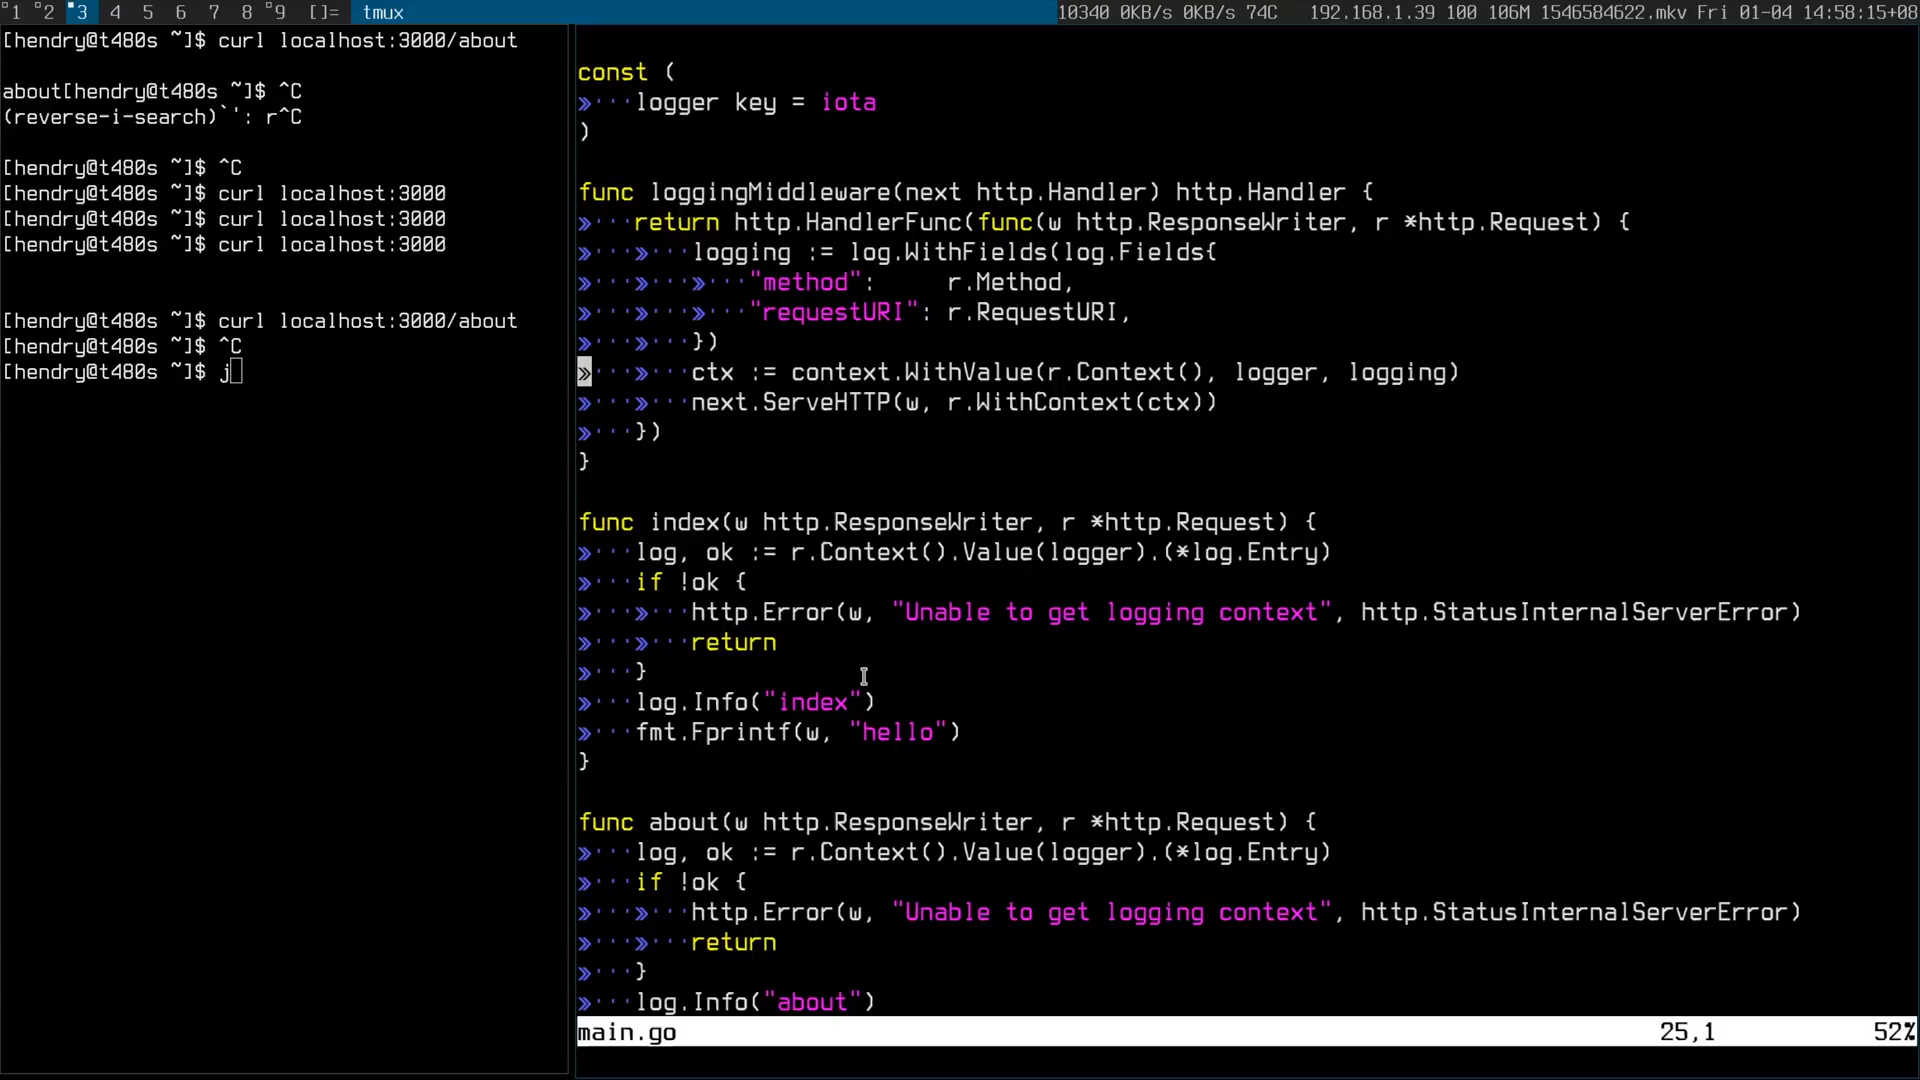 1 2 3 4 5 6 7 8 9 []= tmux 10340 0KB/s 0KB/s 74C 192.168.1.39 100 106M 1546584622.mkv Fri 01-04 14:58:15+08
[hendry@t480s ~]$ curl localhost:3000/about
about[hendry@t480s ~]$ ^C
(reverse-i-search)`': r^C
[hendry@t480s ~]$ ^C
[hendry@t480s ~]$ curl localhost:3000
[hendry@t480s ~]$ curl localhost:3000
[hendry@t480s ~]$ curl localhost:3000
[hendry@t480s ~]$ curl localhost:3000/about
[hendry@t480s ~]$ ^C
[hendry@t480s ~]$ j
const (
»···logger key = iota
)
func loggingMiddleware(next http.Handler) http.Handler {
»···return http.HandlerFunc(func(w http.ResponseWriter, r *http.Request) {
»···»···logging := log.WithFields(log.Fields{
»···»···»···"method":     r.Method,
»···»···»···"requestURI": r.RequestURI,
»···»···})
»···»···ctx := context.WithValue(r.Context(), logger, logging)
»···»···next.ServeHTTP(w, r.WithContext(ctx))
»···})
}
func index(w http.ResponseWriter, r *http.Request) {
»···log, ok := r.Context().Value(logger).(*log.Entry)
»···if !ok {
»···»···http.Error(w, "Unable to get logging context", http.StatusInternalServerError)
»···»···return
»···}
»···log.Info("index")
»···fmt.Fprintf(w, "hello")
}
func about(w http.ResponseWriter, r *http.Request) {
»···log, ok := r.Context().Value(logger).(*log.Entry)
»···if !ok {
»···»···http.Error(w, "Unable to get logging context", http.StatusInternalServerError)
»···»···return
»···}
»···log.Info("about")
main.go 25,1 52%